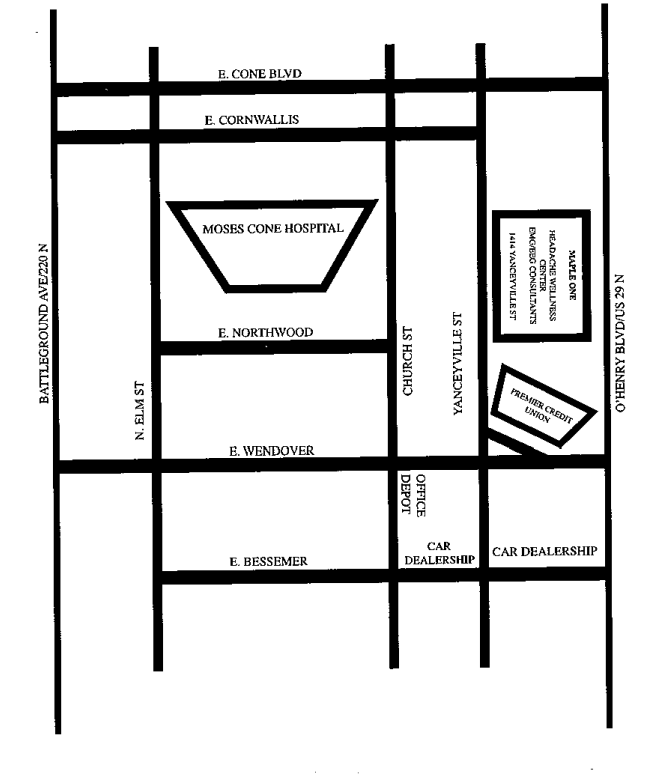 E. CONE BLVD
E. CORNWALLIS
MOSES CONE HOSPITAL
BATTLEGROUND AVE/220 N
N. ELM ST
E. NORTHWOOD
CHURCH ST
YANCEYVILLE ST
MAPLE ONE
HEADACHE WELLNESS
CENTER
EMG/EEG CONSULTANTS
1414 YANCEYVILLE ST
O'HENRY BLVD/US 29 N
PREMIER CREDIT
UNION
E. WENDOVER
OFFICE
DEPOT
CAR
DEALERSHIP
CAR DEALERSHIP
E. BESSEMER